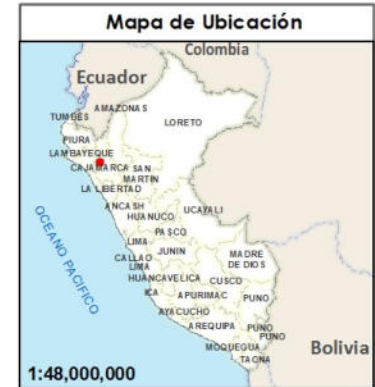 Mapa de Ubicación
Colombia
Ecuador
AMAZONAS
TUMBES
LORETO
PIURA
LAMBAYEQUE
CAJAMARCA SAN
MARTIN
LA LIBERTAD
ANCASH
HUANUCO
UCAYALI
PASCO
LIMA
JUNIN
MADRE
DE DIOS
CALLAO
LIMA
HUANCAVELICA
CUSCO
ICA
APURIMAC
PUNO
AYACUCHO
AREQUIPA
PUNO
PUNO
MOQUEGUA
TACNA
OCEANO PACIFICO
Bolivia
1:48,000,000